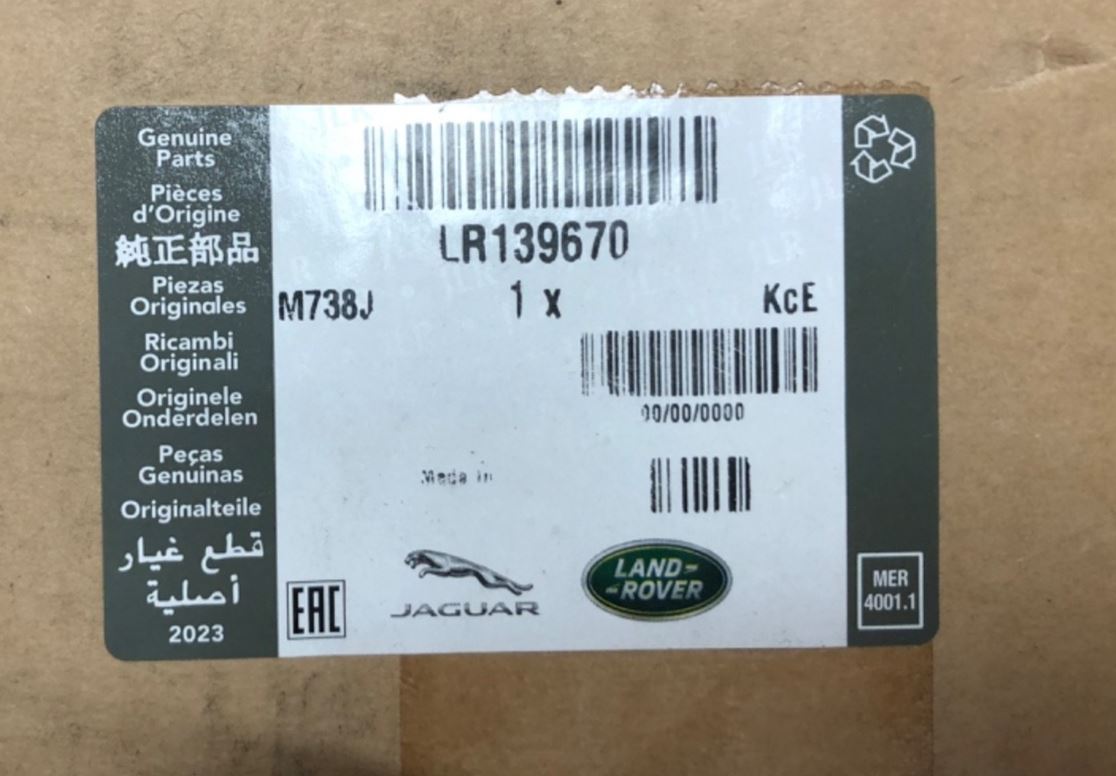 Genuine
Parts
Pièces
d'Origine
純正部品
Piezas
Originales
Ricambi
Originali
Originele
Onderdelen
Peças
Genuinas
Originalteile
قطع غيار
أصلية
2023
LR139670
M738J 1 x KcE
00/00/0000
Made in
EAC
JAGUAR
LAND-
-ROVER
MER
4001.1